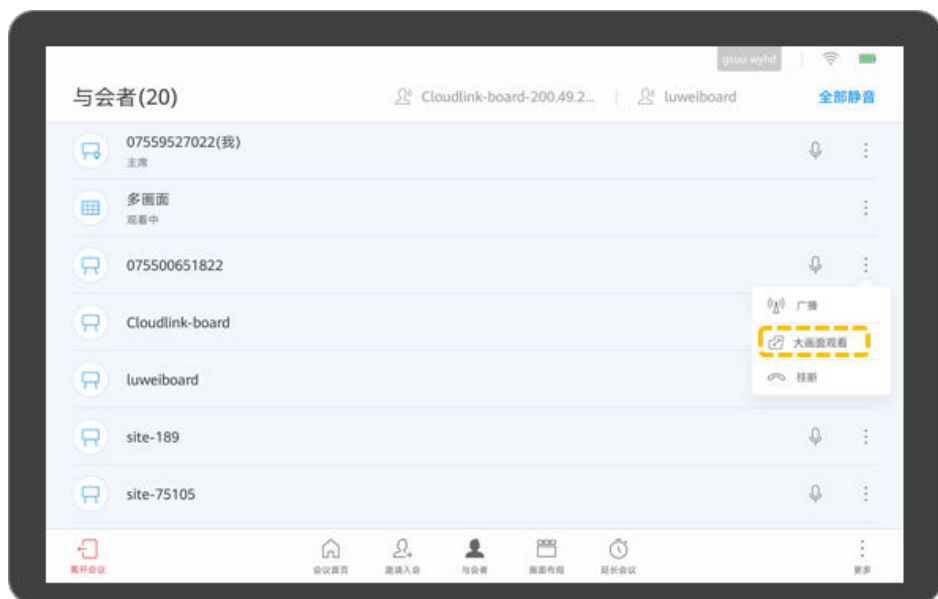 与会者(20)
Cloudlink-board-200.49.2...
luweiboard
全部静音
07559527022(我)
主席
多画面
观看中
075500651822
广播
Cloudlink-board
大画面观看
luweiboard
挂断
site-189
site-75105
离开会议
会议首页
邀请入会
与会者
画面布局
延长会议
更多